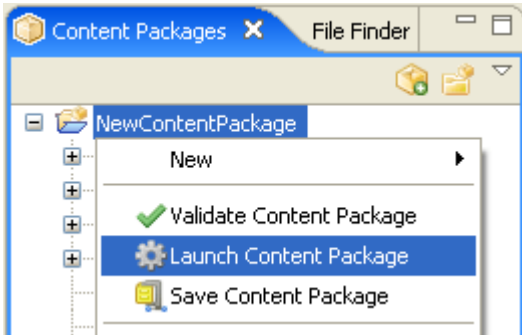 Content Packages File Finder
NewContentPackage
New
Validate Content Package
Launch Content Package
Save Content Package